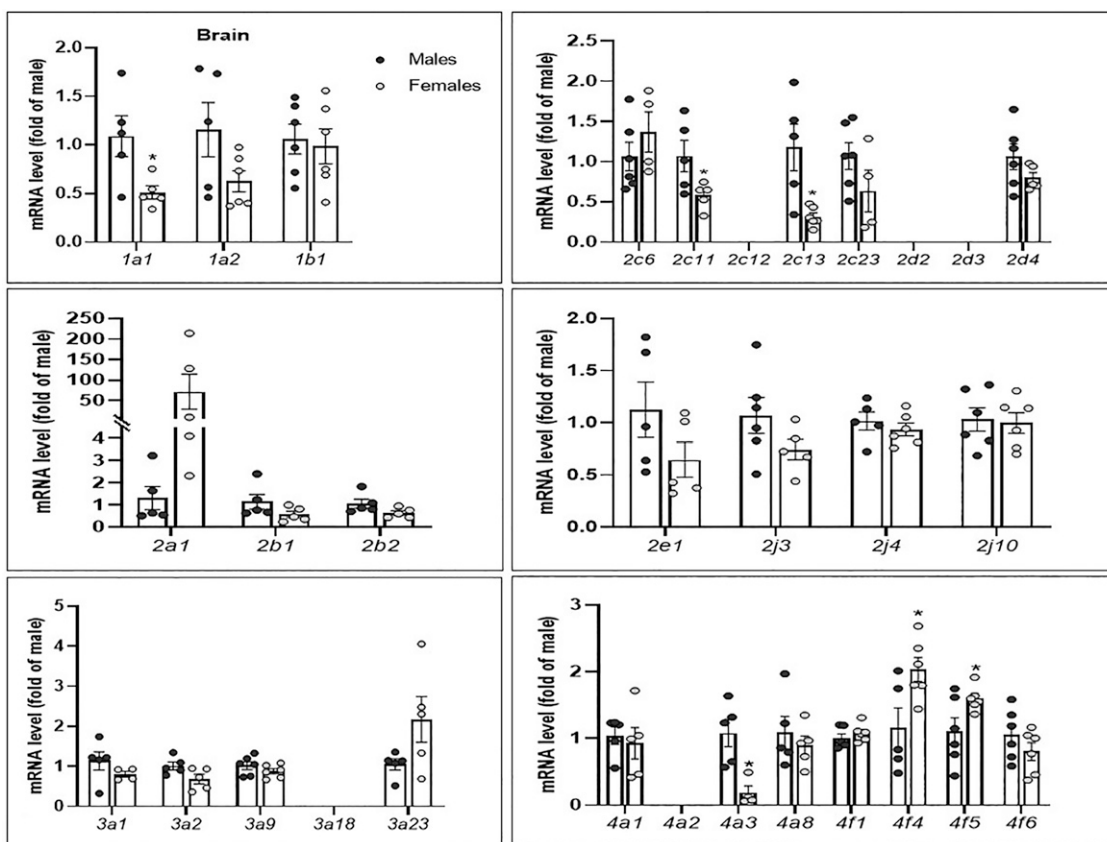 Brain
Males
Females
mRNA level (fold of male)
2.0
1.5
1.0
0.5
0.0
*
1a1 1a2 1b1
mRNA level (fold of male)
2.5
2.0
1.5
1.0
0.5
0.0
* *
2c6 2c11 2c12 2c13 2c23 2d2 2d3 2d4
mRNA level (fold of male)
250
200
150
100
50
4
3
2
1
0
2a1 2b1 2b2
mRNA level (fold of male)
2.0
1.5
1.0
0.5
0.0
2e1 2j3 2j4 2j10
mRNA level (fold of male)
5
4
3
2
1
0
3a1 3a2 3a9 3a18 3a23
mRNA level (fold of male)
3
2
1
0
* * *
4a1 4a2 4a3 4a8 4f1 4f4 4f5 4f6